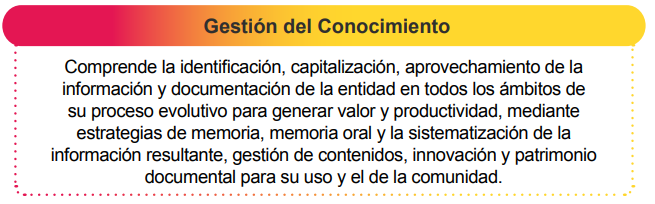 Gestión del Conocimiento
Comprende la identificación, capitalización, aprovechamiento de la
información y documentación de la entidad en todos los ámbitos de
su proceso evolutivo para generar valor y productividad, mediante
estrategias de memoria, memoria oral y la sistematización de la
información resultante, gestión de contenidos, innovación y patrimonio
documental para su uso y el de la comunidad.